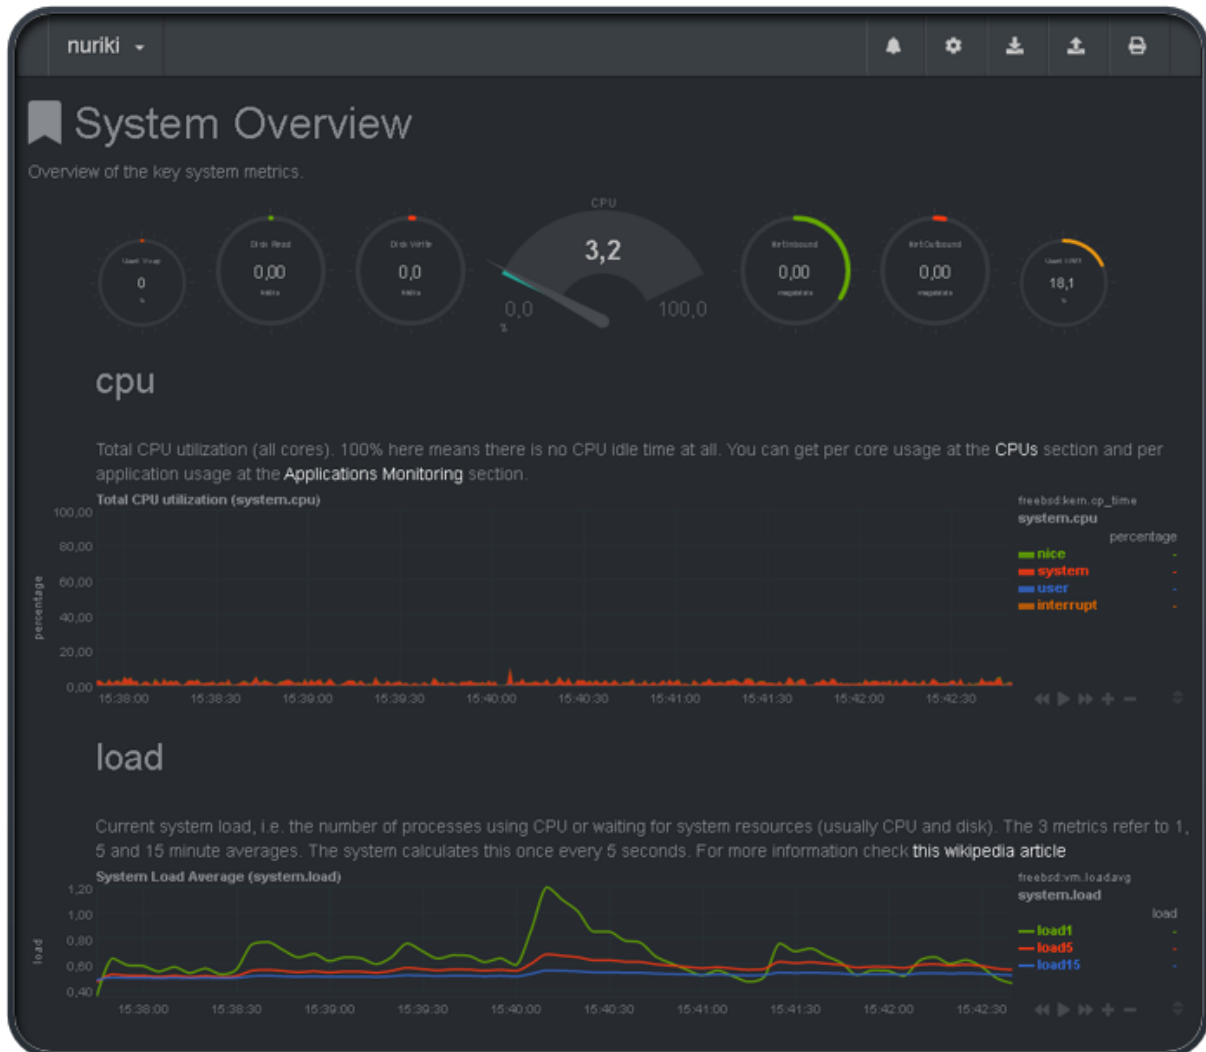 nuriki
System Overview
Overview of the key system metrics.
CPU
Disk Read
Disk Write
3,2
Net Inbound
Net Outbound
0
0,00
0,0
0,00
0,00
18,1
%
%
0,0
100,0
%
cpu
Total CPU utilization (all cores). 100% here means there is no CPU idle time at all. You can get per core usage at the CPUs section and per
application usage at the Applications Monitoring section.
Total CPU utilization (system.cpu)
freebsd:kern.cp_time
system.cpu
percentage
nice -
system -
user -
interrupt -
100,00
80,00
60,00
40,00
20,00
0,00
percentage
15:38:00 15:38:30 15:39:00 15:39:30 15:40:00 15:40:30 15:41:00 15:41:30 15:42:00 15:42:30
load
Current system load, i.e. the number of processes using CPU or waiting for system resources (usually CPU and disk). The 3 metrics refer to 1,
5 and 15 minute averages. The system calculates this once every 5 seconds. For more information check this wikipedia article
System Load Average (system.load)
freebsd:vm.loadavg
system.load
load
load1 -
load5 -
load15 -
1,20
1,00
0,80
0,60
0,40
load
15:38:00 15:38:30 15:39:00 15:39:30 15:40:00 15:40:30 15:41:00 15:41:30 15:42:00 15:42:30